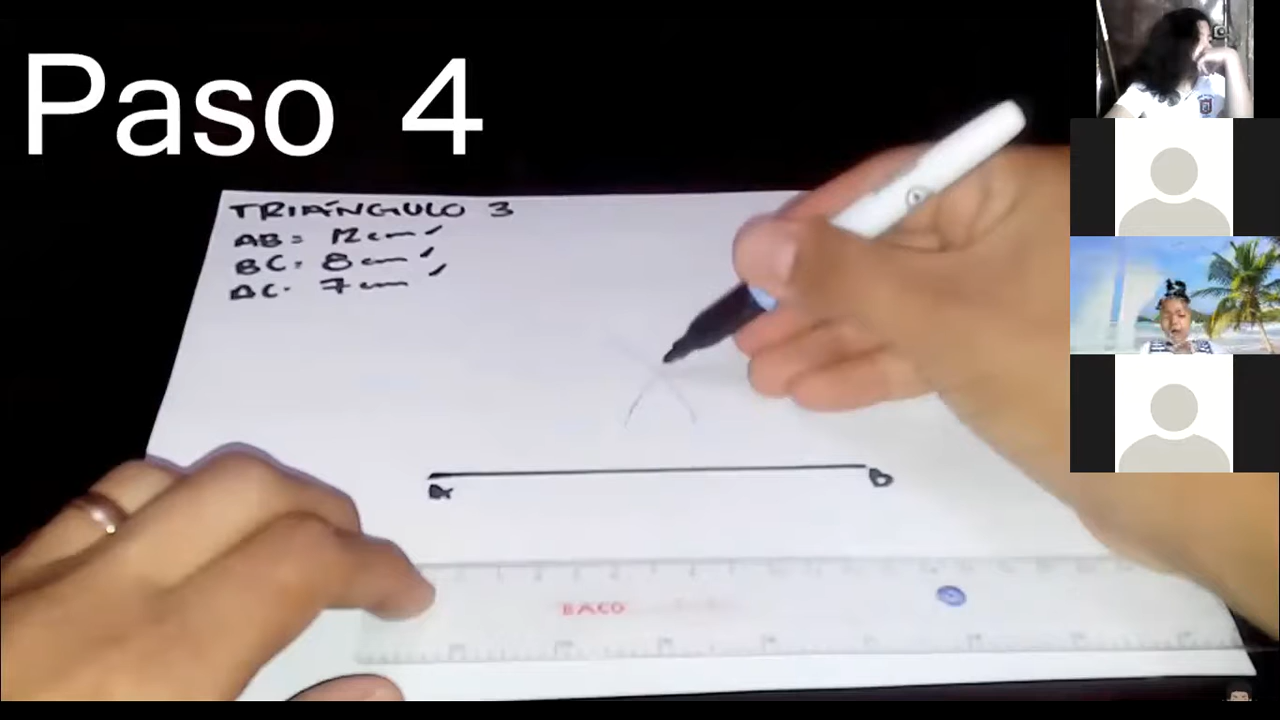 Paso 4
TRIÁNGULO 3
AB= 12cm
BC= 8cm
AC= 7cm
A B
BACO